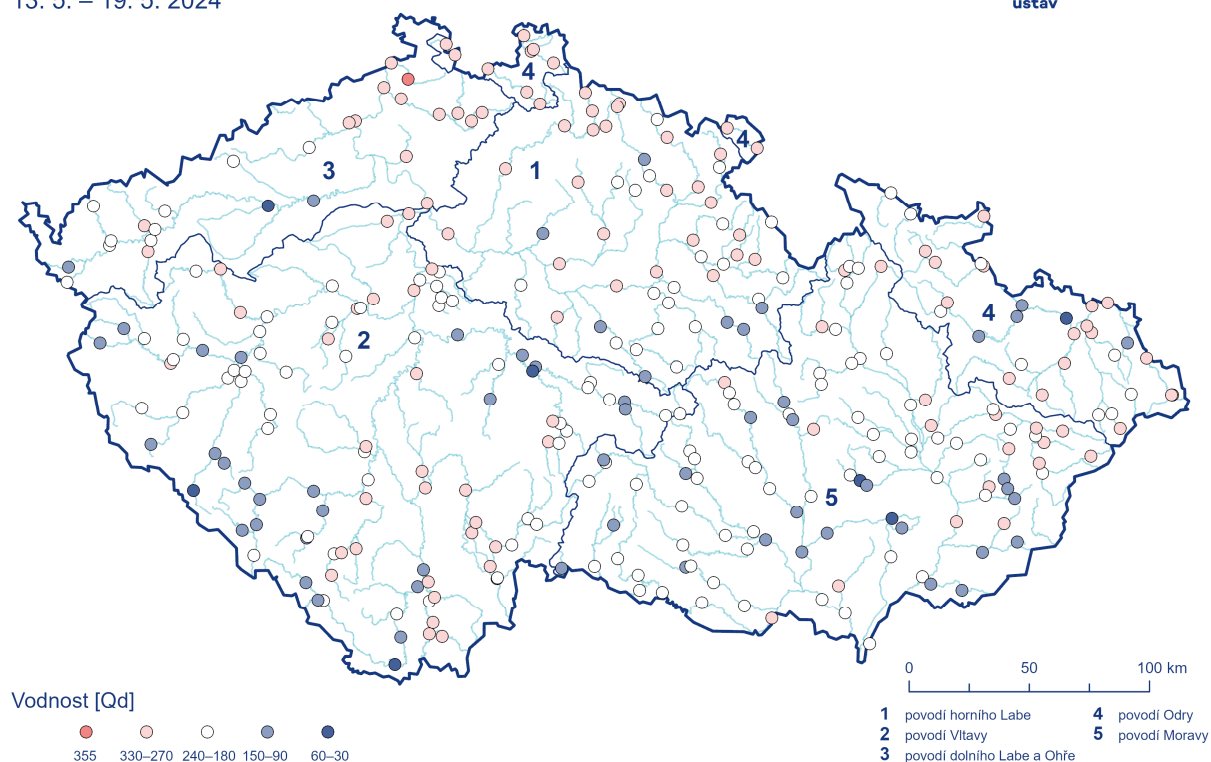 13. 5. – 19. 5. 2024
ústav
4
4
3
1
2
4
5
0 50 100 km
Vodnost [Qd]
355 330–270 240–180 150–90 60–30
1 povodí horního Labe
2 povodí Vltavy
3 povodí dolního Labe a Ohře
4 povodí Odry
5 povodí Moravy